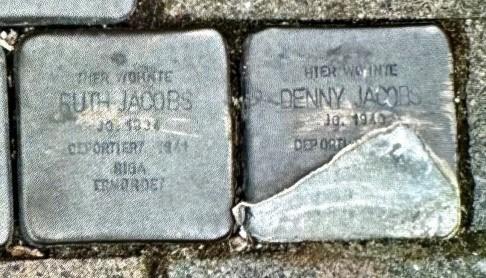 HIER WOHNTE
RUTH JACOBS
JG. 1934
DEPORTIERT 1941
RIGA
ERMORDET
HIER WOHNTE
DENNY JACOBS
JG. 1940